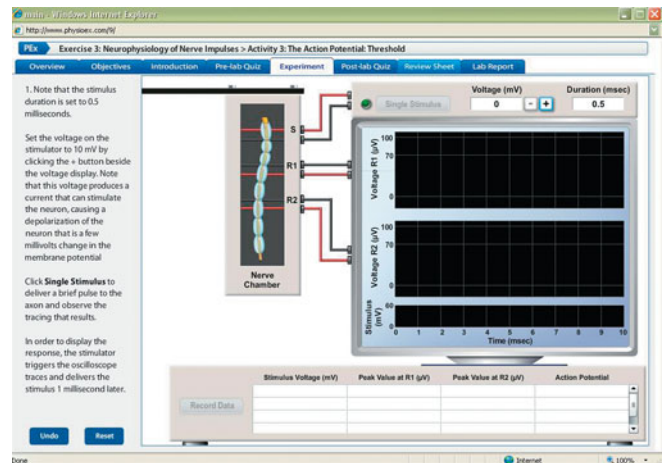 main - Windows Internet Explorer
http://www.physioex.com/9/
PEx Exercise 3: Neurophysiology of Nerve Impulses > Activity 3: The Action Potential: Threshold
Overview Objectives Introduction Pre-lab Quiz Experiment Post-lab Quiz Review Sheet Lab Report
1. Note that the stimulus
duration is set to 0.5
milliseconds.
Set the voltage on the
stimulator to 10 mV by
clicking the + button beside
the voltage display. Note
that this voltage produces a
current that can stimulate
the neuron, causing a
depolarization of the
neuron that is a few
millivolts change in the
membrane potential
Click Single Stimulus to
deliver a brief pulse to the
axon and observe the
tracing that results.
In order to display the
response, the stimulator
triggers the oscilloscope
traces and delivers the
stimulus 1 millisecond later.
Undo Reset
S
R1
R2
Nerve
Chamber
Single Stimulus
Voltage (mV)
0 - +
Duration (msec)
0.5
Voltage R1 (µV)
100
70
0
Voltage R2 (µV)
100
70
0
Stimulus
(mV)
60
0
0 1 2 3 4 5 6 7 8 9 10
Time (msec)
Record Data
Stimulus Voltage (mV) Peak Value at R1 (µV) Peak Value at R2 (µV) Action Potential
Done Internet 100%